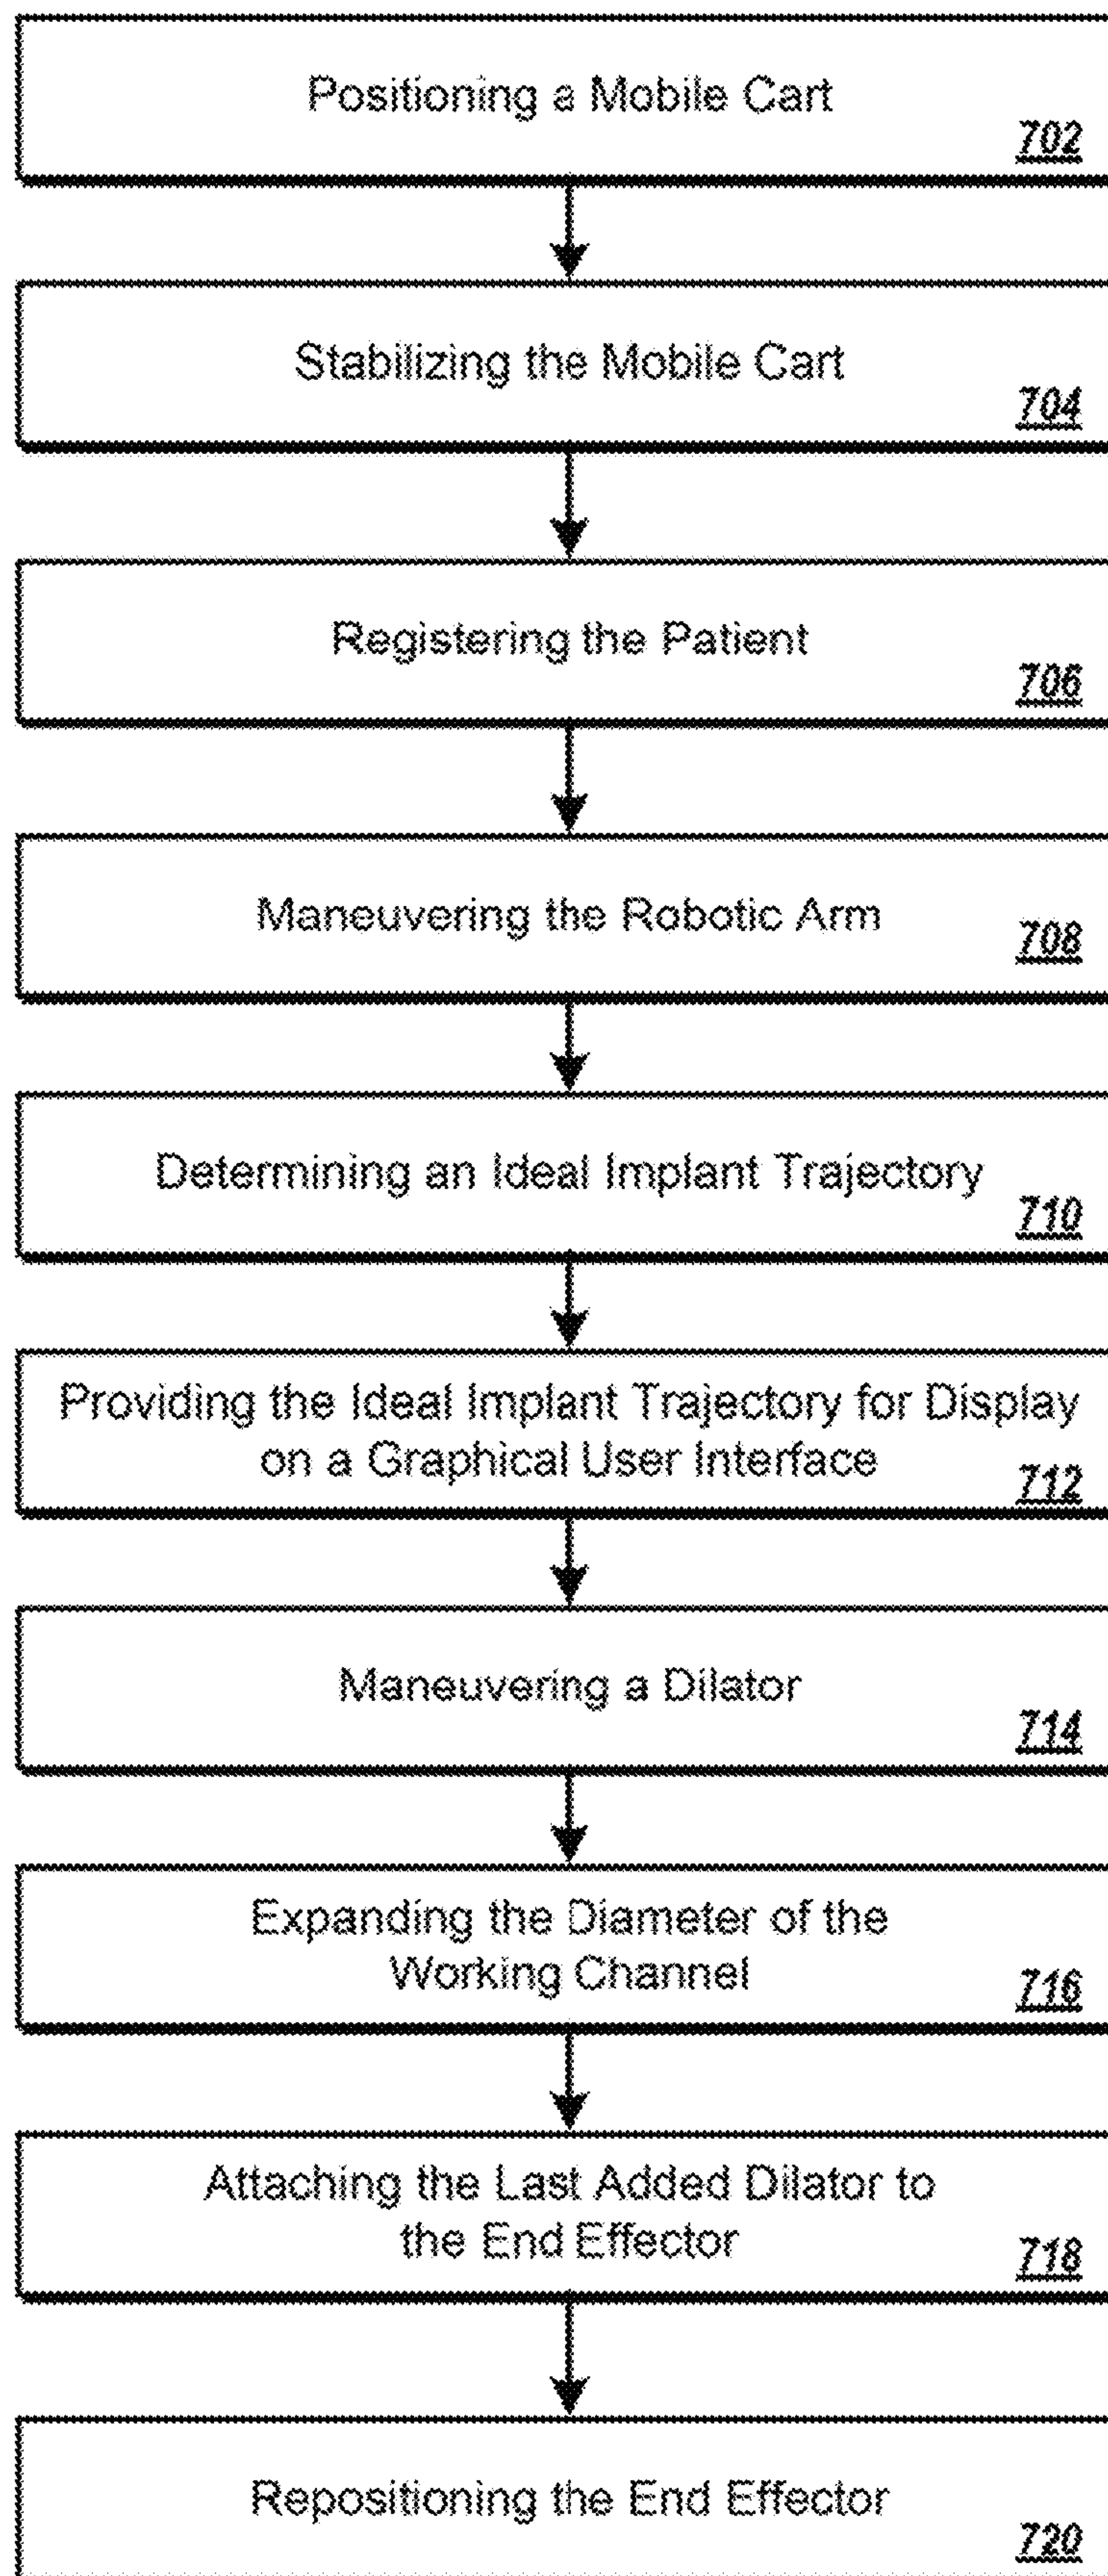 Positioning a Mobile Cart
702
Stabilizing the Mobile Cart
704
Registering the Patient
706
Maneuvering the Robotic Arm
708
Determining an Ideal Implant Trajectory
710
Providing the Ideal Implant Trajectory for Display
on a Graphical User Interface
712
Maneuvering a Dilator
714
Expanding the Diameter of the
Working Channel
716
Attaching the Last Added Dilator to
the End Effector
718
Repositioning the End Effector
720